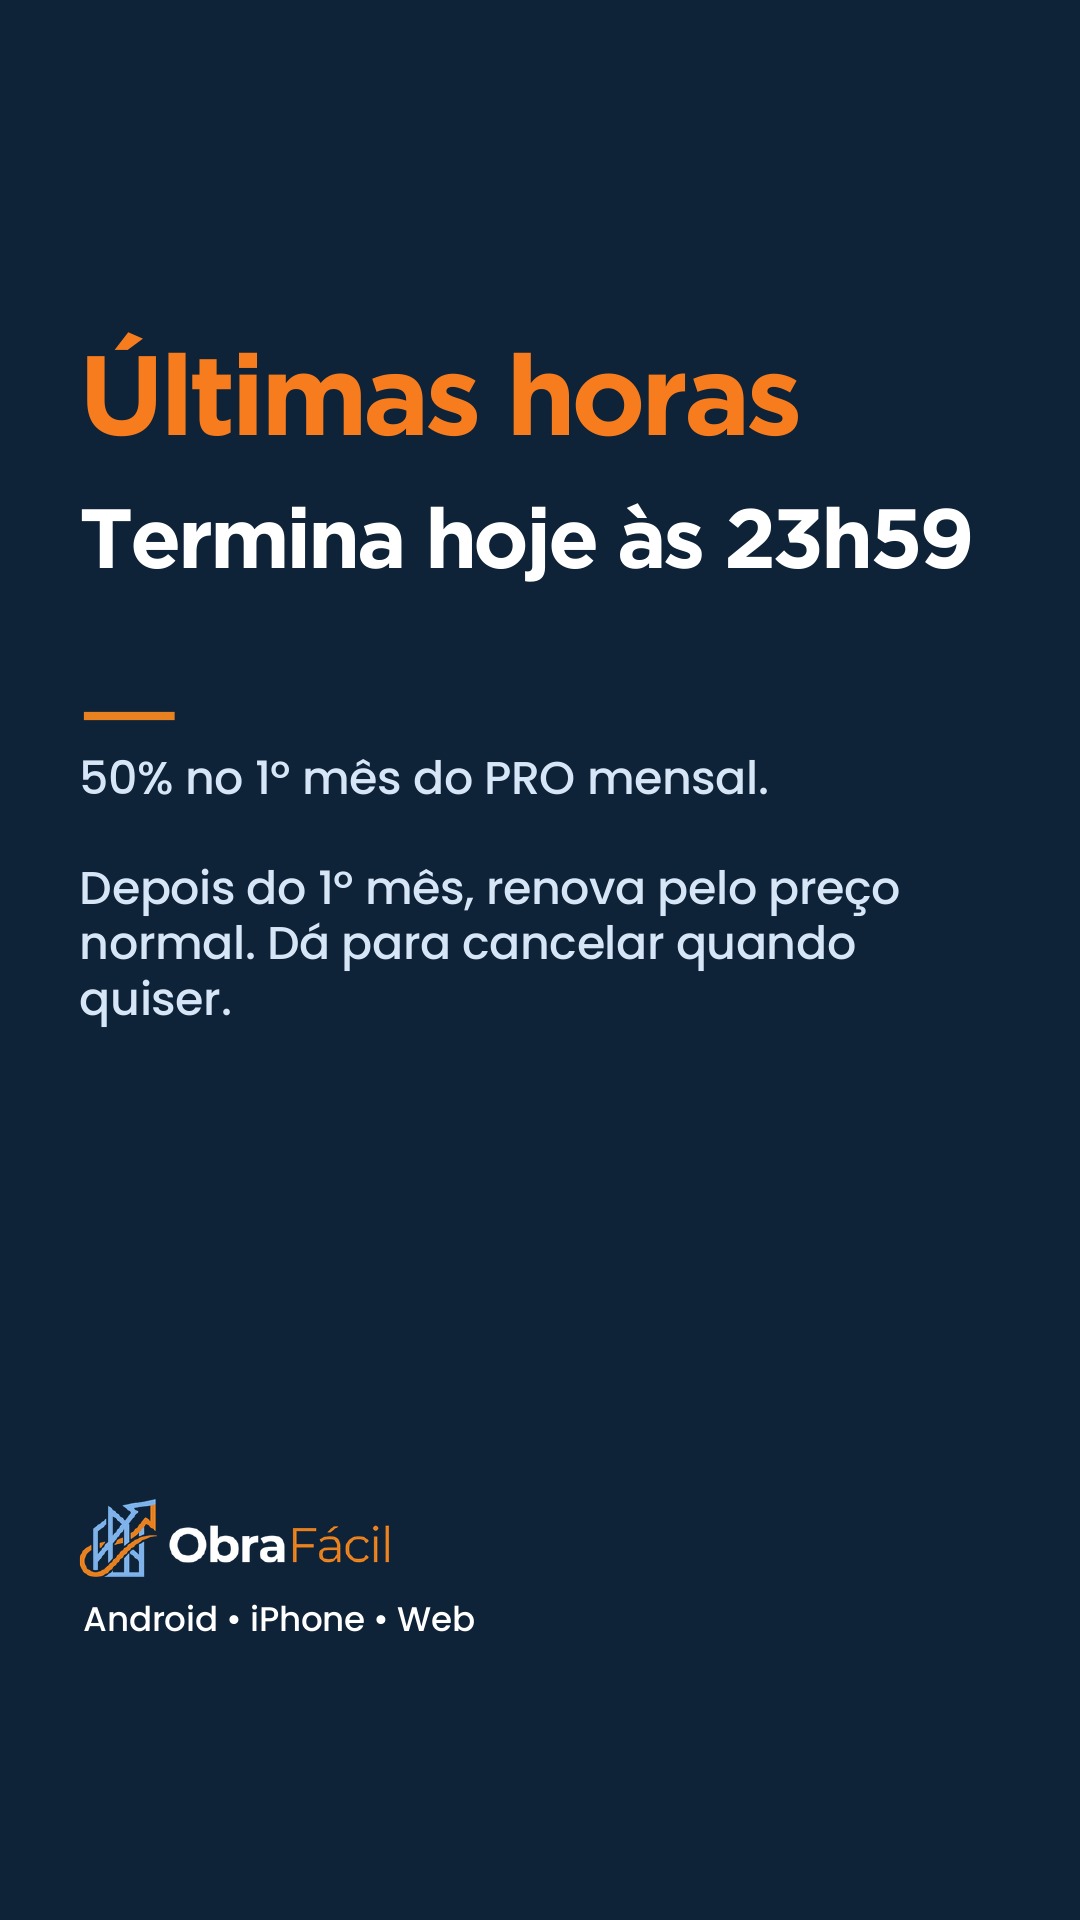 Últimas horas
Termina hoje às 23h59
50% no 1º mês do PRO mensal.
Depois do 1º mês, renova pelo preço
normal. Dá para cancelar quando
quiser.
ObraFácil
Android • iPhone • Web